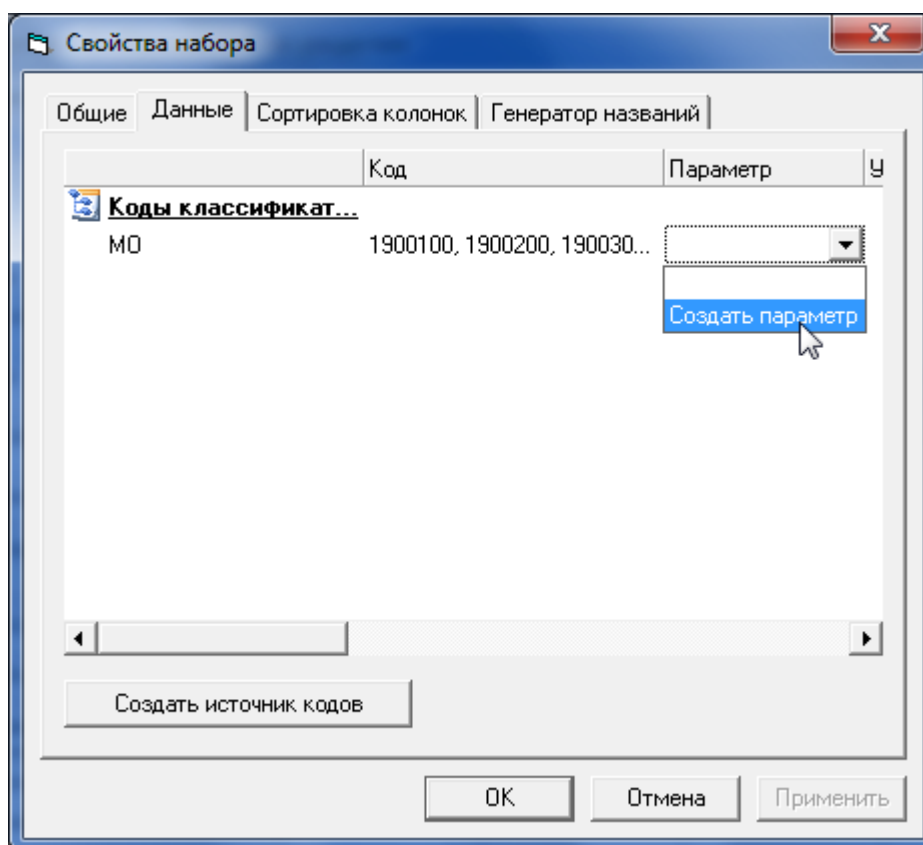 Свойства набора
Общие Данные Сортировка колонок Генератор названий
Код Параметр У
Коды классификат...
МО 1900100, 1900200, 190030...
Создать параметр
Создать источник кодов
OK Отмена Применить